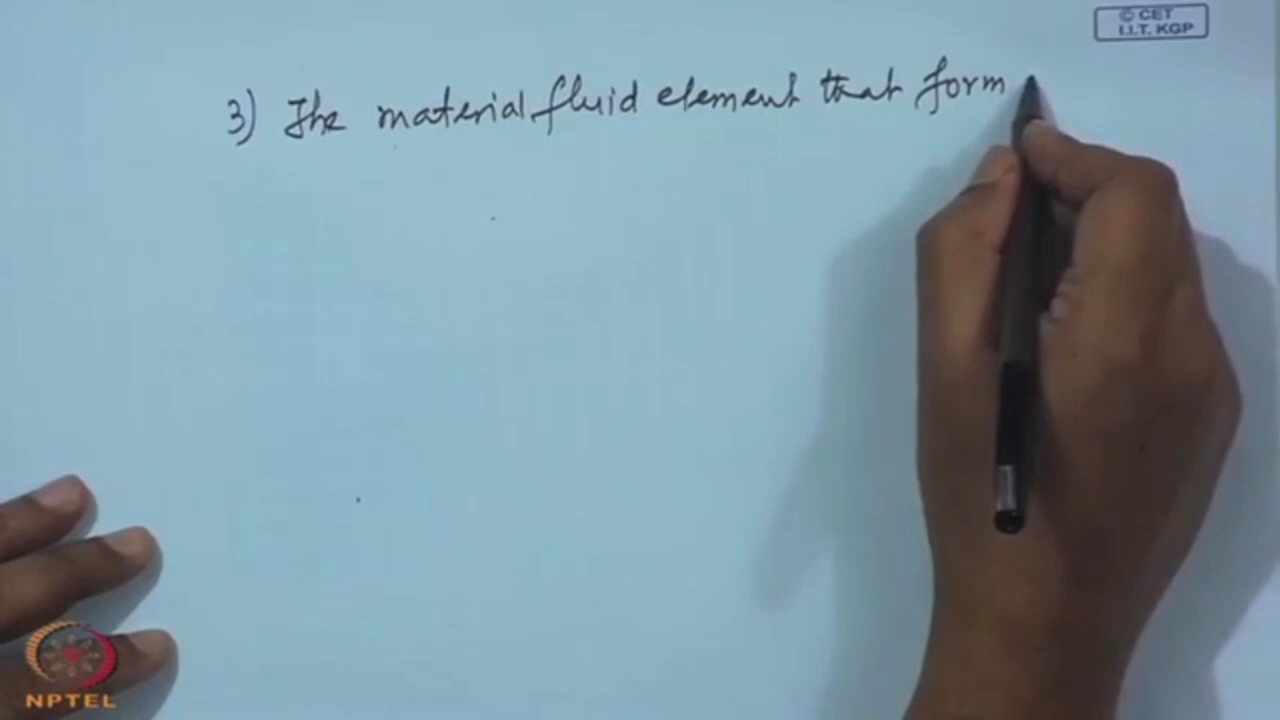 © CET
I.I.T. KGP
3) The material fluid element that form
NPTEL